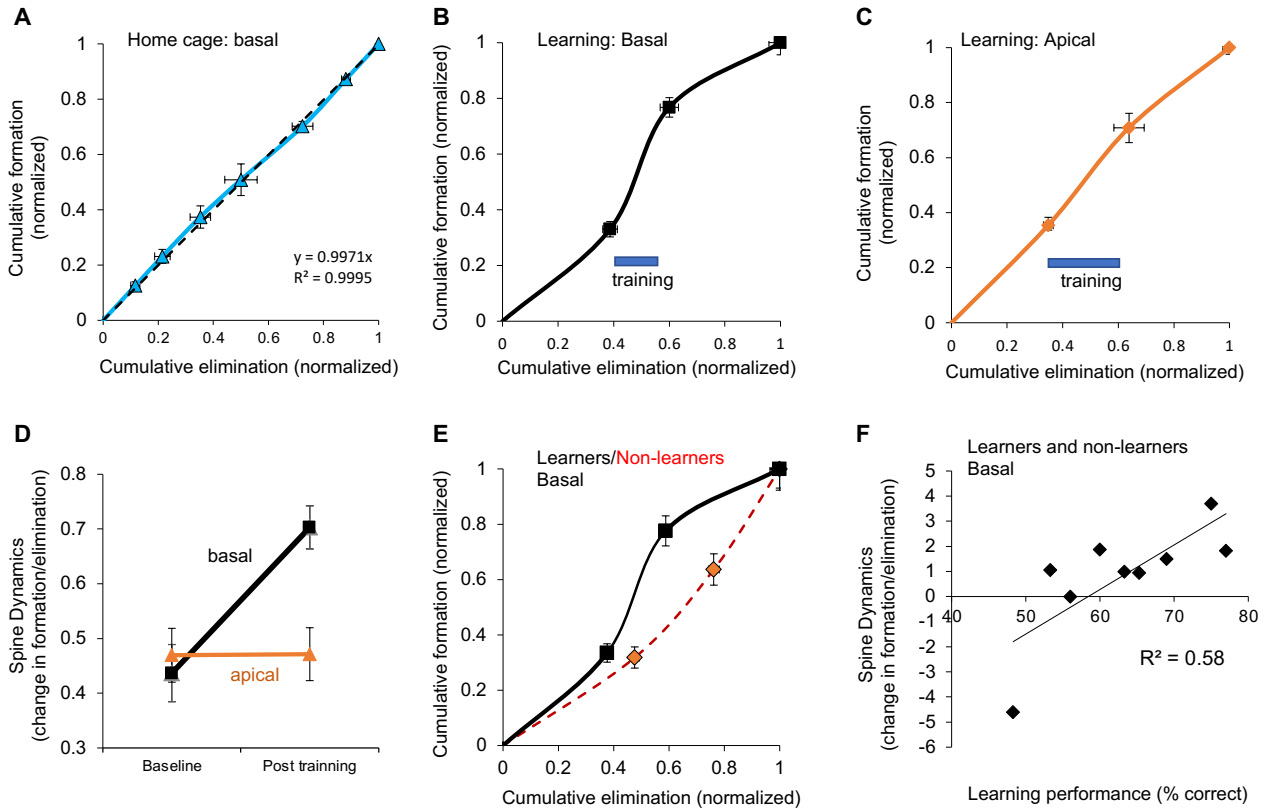 A
Home cage: basal
Cumulative formation
(normalized)
1
0.8
0.6
0.4
0.2
0
y = 0.9971x
R² = 0.9995
0 0.2 0.4 0.6 0.8 1
Cumulative elimination (normalized)
B
Learning: Basal
Cumulative formation (normalized)
1
0.8
0.6
0.4
0.2
0
training
0 0.2 0.4 0.6 0.8 1
Cumulative elimination (normalized)
C
Learning: Apical
Cumulative formation
(normalized)
1
0.8
0.6
0.4
0.2
0
training
0 0.2 0.4 0.6 0.8 1
Cumulative elimination (normalized)
D
Spine Dynamics
(change in formation/elimination)
0.8
0.7
0.6
0.5
0.4
0.3
basal
apical
Baseline Post trainning
E
Learners/Non-learners
Basal
Cumulative formation (normalized)
1
0.8
0.6
0.4
0.2
0
0 0.2 0.4 0.6 0.8 1
Cumulative elimination (normalized)
F
Learners and non-learners
Basal
Spine Dynamics
(change in formation/elimination)
5
4
3
2
1
0
-1
-2
-3
-4
-5
-6
40 50 60 70 80
R² = 0.58
Learning performance (% correct)